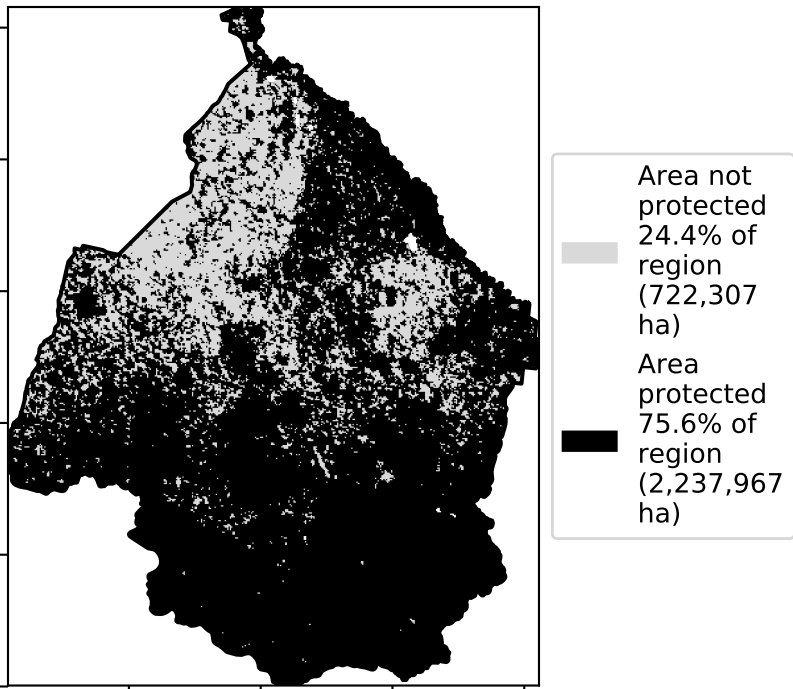 Area not
protected
24.4% of
region
(722,307
ha)
Area
protected
75.6% of
region
(2,237,967
ha)